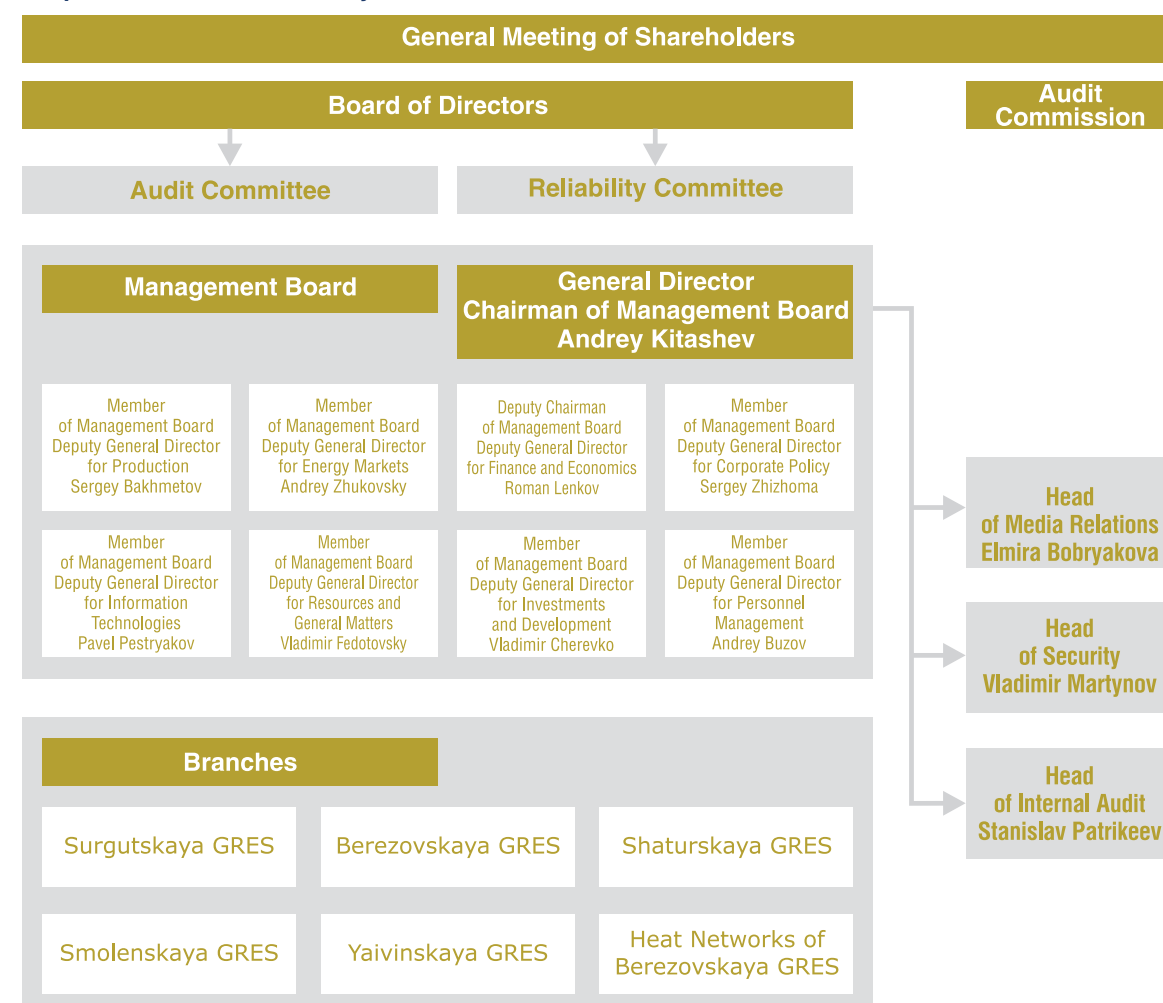 General Meeting of Shareholders
Board of Directors
Audit
Commission
Audit Committee
Reliability Committee
Management Board
General Director
Chairman of Management Board
Andrey Kitashev
Member
of Management Board
Deputy General Director
for Production
Sergey Bakhmetov
Member
of Management Board
Deputy General Director
for Energy Markets
Andrey Zhukovsky
Deputy Chairman
of Management Board
Deputy General Director
for Finance and Economics
Roman Lenkov
Member
of Management Board
Deputy General Director
for Corporate Policy
Sergey Zhizhoma
Member
of Management Board
Deputy General Director
for Information
Technologies
Pavel Pestryakov
Member
of Management Board
Deputy General Director
for Resources and
General Matters
Vladimir Fedotovsky
Member
of Management Board
Deputy General Director
for Investments
and Development
Vladimir Cherevko
Member
of Management Board
Deputy General Director
for Personnel
Management
Andrey Buzov
Head
of Media Relations
Elmira Bobryakova
Head
of Security
Vladimir Martynov
Head
of Internal Audit
Stanislav Patrikeev
Branches
Surgutskaya GRES
Berezovskaya GRES
Shaturskaya GRES
Smolenskaya GRES
Yaivinskaya GRES
Heat Networks of
Berezovskaya GRES